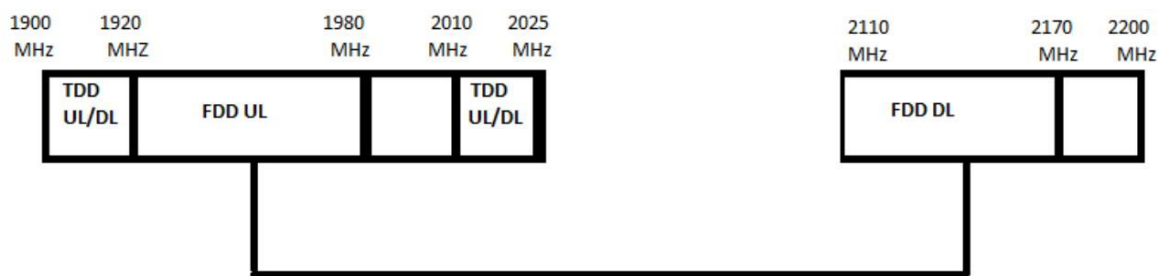 1900 1920 1980 2010 2025 2110 2170 2200
MHz MHZ MHz MHz MHz MHz MHz MHz
TDD TDD
UL/DL FDD UL UL/DL FDD DL